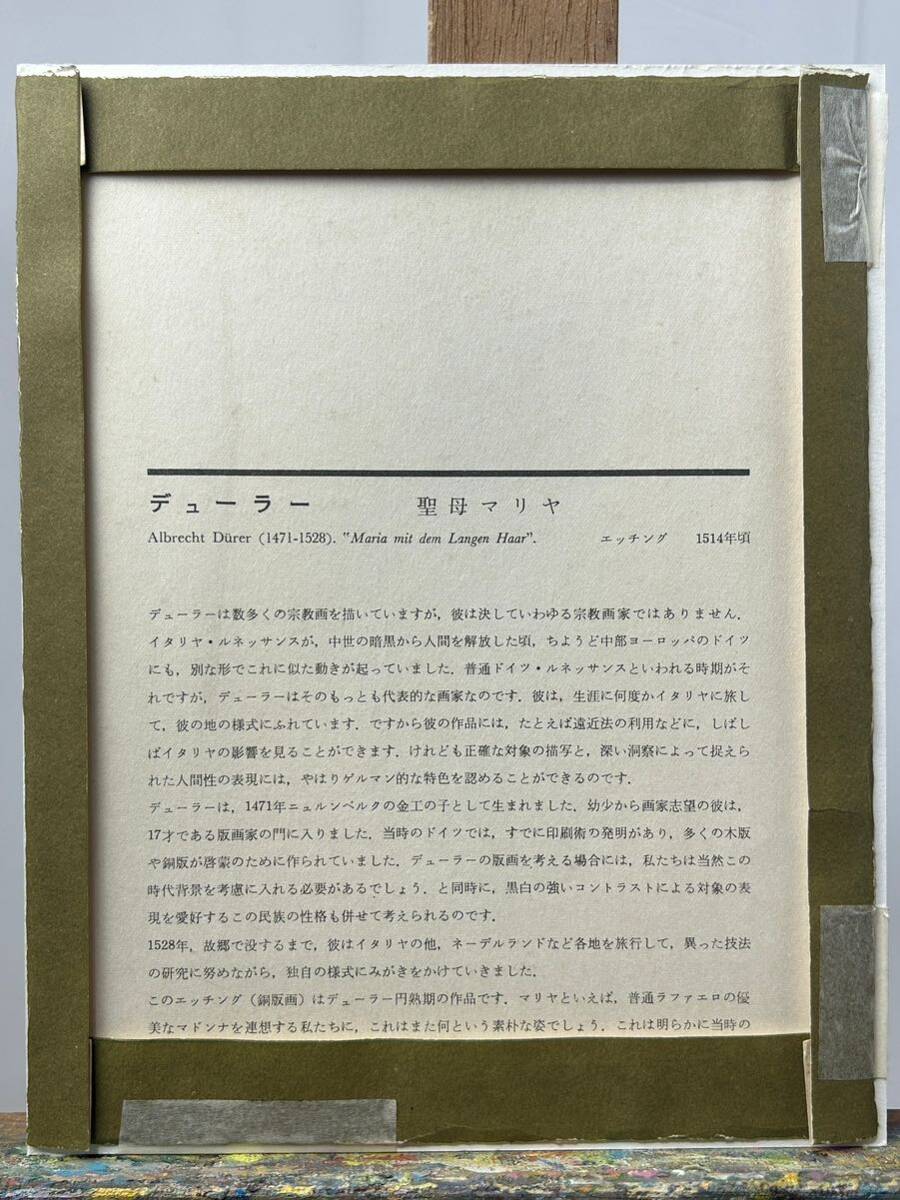 デューラー 聖母マリヤ
Albrecht Dürer (1471-1528). "Maria mit dem Langen Haar". エッチング 1514年頃
デューラーは数多くの宗教画を描いていますが，彼は決していわゆる宗教画家ではありません．
イタリヤ・ルネッサンスが，中世の暗黒から人間を解放した頃，ちようど中部ヨーロッパのドイツ
にも，別な形でこれに似た動きが起っていました．普通ドイツ・ルネッサンスといわれる時期がそ
れですが，デューラーはそのもっとも代表的な画家なのです．彼は，生涯に何度かイタリヤに旅し
て，彼の地の様式にふれています．ですから彼の作品には，たとえば遠近法の利用などに，しばし
ばイタリヤの影響を見ることができます．けれども正確な対象の描写と，深い洞察によって捉えら
れた人間性の表現には，やはりゲルマン的な特色を認めることができるのです．
デューラーは，1471年ニュルンベルクの金工の子として生まれました．幼少から画家志望の彼は，
17才である版画家の門に入りました．当時のドイツでは，すでに印刷術の発明があり，多くの木版
や銅版が啓蒙のために作られていました．デューラーの版画を考える場合には，私たちは当然この
時代背景を考慮に入れる必要があるでしょう．と同時に，黒白の強いコントラストによる対象の表
現を愛好するこの民族の性格も併せて考えられるのです．
1528年，故郷で没するまで，彼はイタリヤの他，ネーデルランドなど各地を旅行して，異った技法
の研究に努めながら，独自の様式にみがきをかけていきました．
このエッチング（銅版画）はデューラー円熟期の作品です．マリヤといえば，普通ラファエロの優
美なマドンナを連想する私たちに，これはまた何という素朴な姿でしょう．これは明らかに当時の